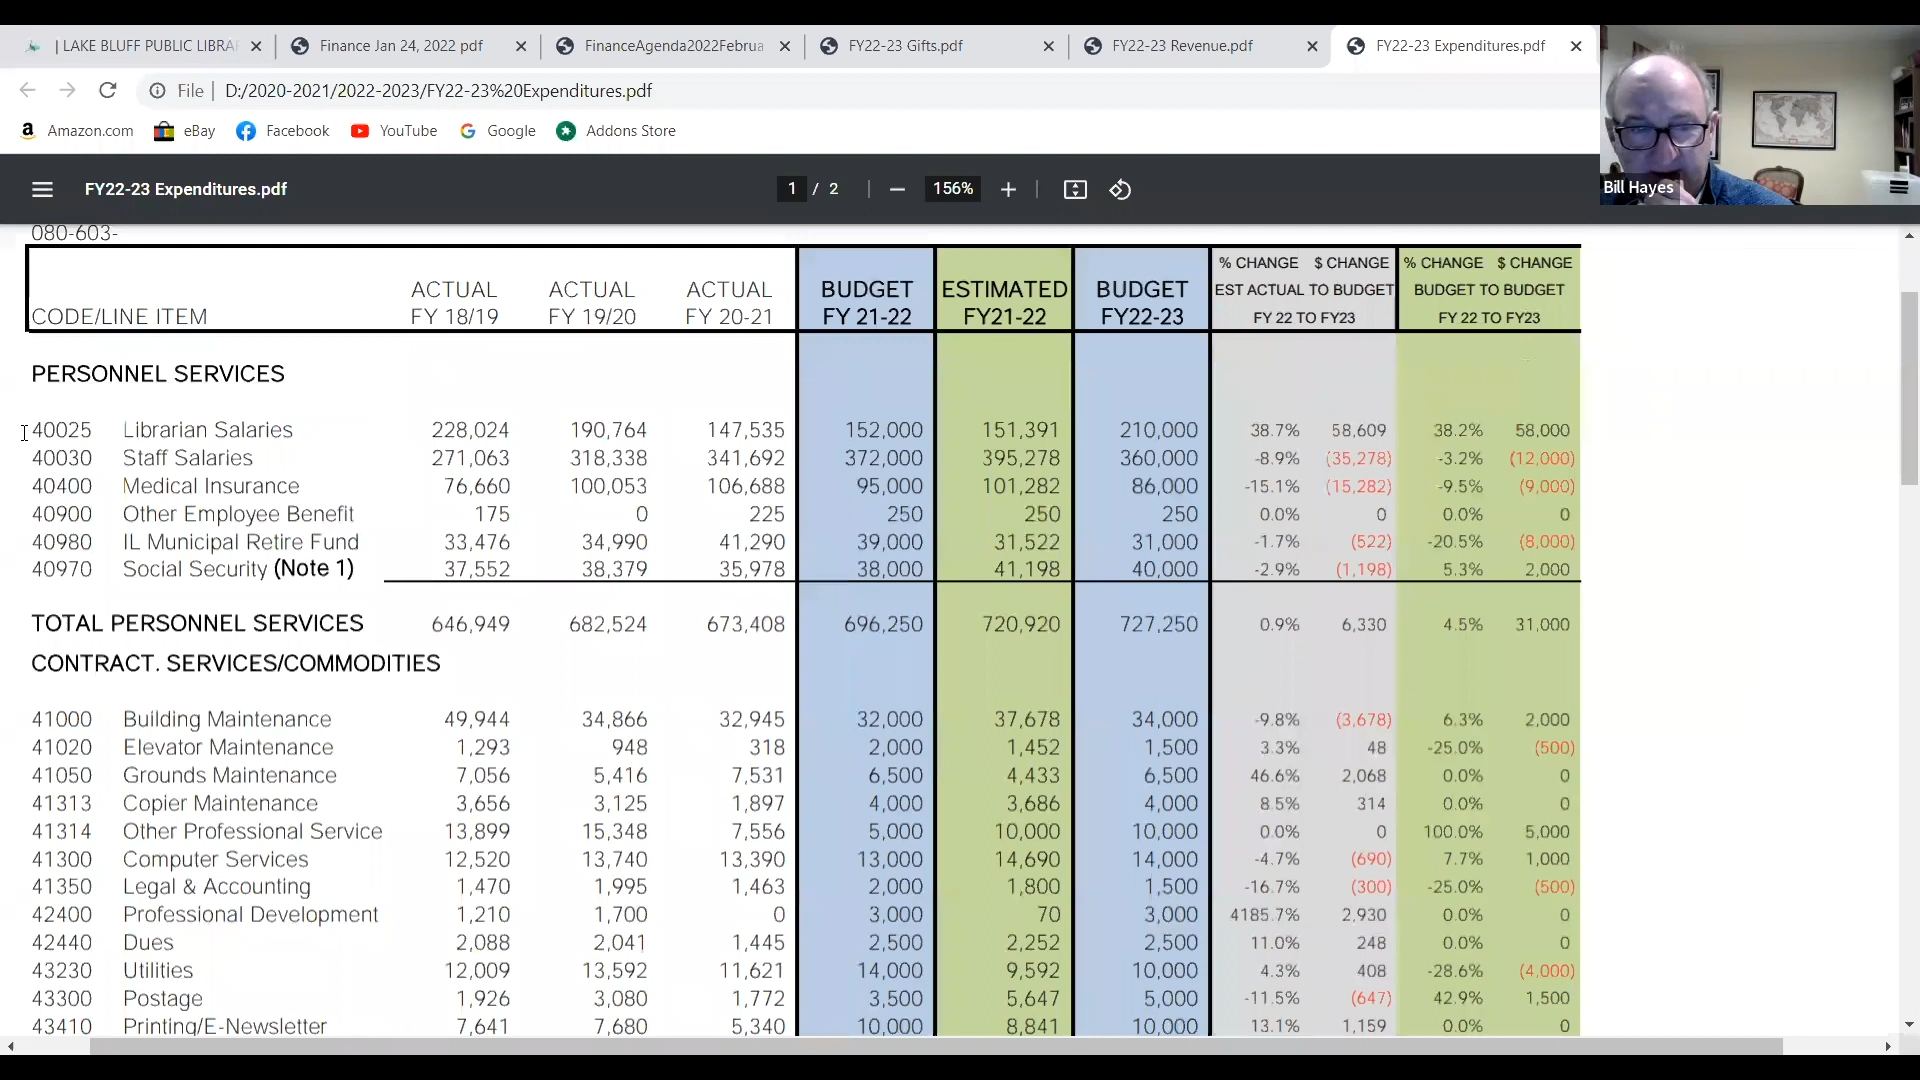 | LAKE BLUFF PUBLIC LIBRA
Finance Jan 24, 2022 pdf
FinanceAgenda2022Februa
FY22-23 Gifts.pdf
FY22-23 Revenue.pdf
FY22-23 Expenditures.pdf
File | D:/2020-2021/2022-2023/FY22-23%20Expenditures.pdf
Amazon.com eBay Facebook YouTube Google Addons Store
FY22-23 Expenditures.pdf 1 / 2 156%
Bill Hayes
080-603-
% CHANGE $ CHANGE % CHANGE $ CHANGE
ACTUAL ACTUAL ACTUAL BUDGET ESTIMATED BUDGET EST ACTUAL TO BUDGET BUDGET TO BUDGET
CODE/LINE ITEM FY 18/19 FY 19/20 FY 20-21 FY 21-22 FY21-22 FY22-23 FY 22 TO FY23 FY 22 TO FY23
PERSONNEL SERVICES
40025 Librarian Salaries 228,024 190,764 147,535 152,000 151,391 210,000 38.7% 58,609 38.2% 58,000
40030 Staff Salaries 271,063 318,338 341,692 372,000 395,278 360,000 -8.9% (35,278) -3.2% (12,000)
40400 Medical Insurance 76,660 100,053 106,688 95,000 101,282 86,000 -15.1% (15,282) -9.5% (9,000)
40900 Other Employee Benefit 175 0 225 250 250 250 0.0% 0 0.0% 0
40980 IL Municipal Retire Fund 33,476 34,990 41,290 39,000 31,522 31,000 -1.7% (522) -20.5% (8,000)
40970 Social Security (Note 1) 37,552 38,379 35,978 38,000 41,198 40,000 -2.9% (1,198) 5.3% 2,000
TOTAL PERSONNEL SERVICES 646,949 682,524 673,408 696,250 720,920 727,250 0.9% 6,330 4.5% 31,000
CONTRACT. SERVICES/COMMODITIES
41000 Building Maintenance 49,944 34,866 32,945 32,000 37,678 34,000 -9.8% (3,678) 6.3% 2,000
41020 Elevator Maintenance 1,293 948 318 2,000 1,452 1,500 3.3% 48 -25.0% (500)
41050 Grounds Maintenance 7,056 5,416 7,531 6,500 4,433 6,500 46.6% 2,068 0.0% 0
41313 Copier Maintenance 3,656 3,125 1,897 4,000 3,686 4,000 8.5% 314 0.0% 0
41314 Other Professional Service 13,899 15,348 7,556 5,000 10,000 10,000 0.0% 0 100.0% 5,000
41300 Computer Services 12,520 13,740 13,390 13,000 14,690 14,000 -4.7% (690) 7.7% 1,000
41350 Legal & Accounting 1,470 1,995 1,463 2,000 1,800 1,500 -16.7% (300) -25.0% (500)
42400 Professional Development 1,210 1,700 0 3,000 70 3,000 4185.7% 2,930 0.0% 0
42440 Dues 2,088 2,041 1,445 2,500 2,252 2,500 11.0% 248 0.0% 0
43230 Utilities 12,009 13,592 11,621 14,000 9,592 10,000 4.3% 408 -28.6% (4,000)
43300 Postage 1,926 3,080 1,772 3,500 5,647 5,000 -11.5% (647) 42.9% 1,500
43410 Printing/E-Newsletter 7,641 7,680 5,340 10,000 8,841 10,000 13.1% 1,159 0.0% 0